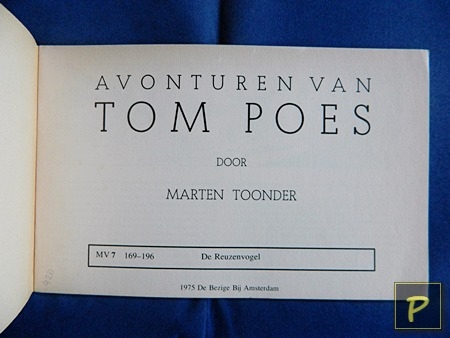 AVONTUREN VAN
TOM POES
DOOR
MARTEN TOONDER
MV 7 169-196 De Reuzenvogel
1975 De Bezige Bij Amsterdam
P